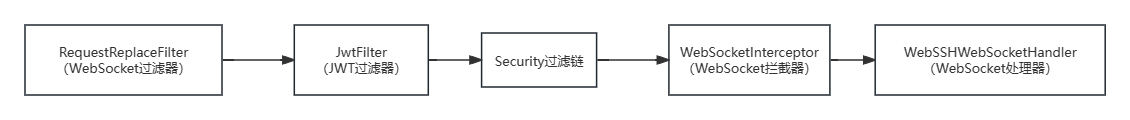 RequestReplaceFilter
(WebSocket过滤器)
JwtFilter
(JWT过滤器)
Security过滤链
WebSocketInterceptor
(WebSocket拦截器)
WebSSHWebSocketHandler
(WebSocket处理器)